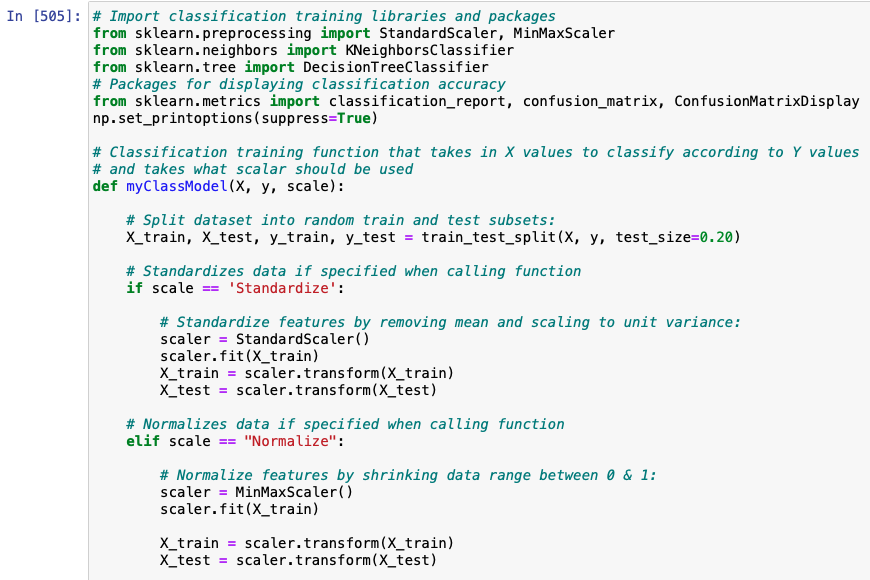 In [505]: # Import classification training libraries and packages
from sklearn.preprocessing import StandardScaler, MinMaxScaler
from sklearn.neighbors import KNeighborsClassifier
from sklearn.tree import DecisionTreeClassifier
# Packages for displaying classification accuracy
from sklearn.metrics import classification_report, confusion_matrix, ConfusionMatrixDisplay
np.set_printoptions(suppress=True)

# Classification training function that takes in X values to classify according to Y values
# and takes what scalar should be used
def myClassModel(X, y, scale):

    # Split dataset into random train and test subsets:
    X_train, X_test, y_train, y_test = train_test_split(X, y, test_size=0.20)

    # Standardizes data if specified when calling function
    if scale == 'Standardize':

        # Standardize features by removing mean and scaling to unit variance:
        scaler = StandardScaler()
        scaler.fit(X_train)
        X_train = scaler.transform(X_train)
        X_test = scaler.transform(X_test)

    # Normalizes data if specified when calling function
    elif scale == "Normalize":

        # Normalize features by shrinking data range between 0 & 1:
        scaler = MinMaxScaler()
        scaler.fit(X_train)

        X_train = scaler.transform(X_train)
        X_test = scaler.transform(X_test)